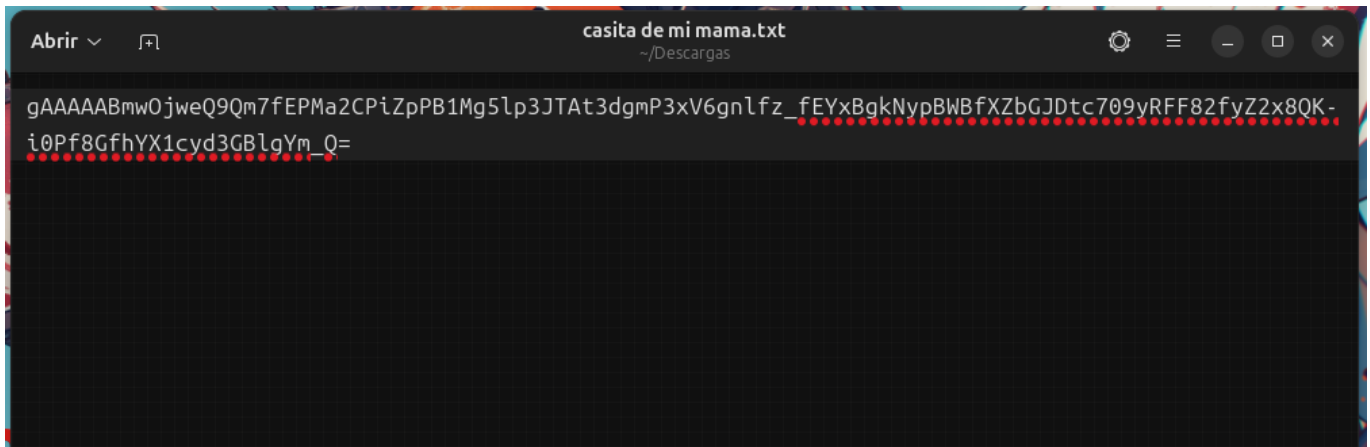 Abrir
casita de mi mama.txt
~/Descargas
gAAAAABmwOjweQ9Qm7fEPMa2CPiZpPB1Mg5lp3JTAt3dgmP3xV6gnlfz_fEYxBgkNypBWBfXZbGJDtc709yRFF82fyZ2x8QK-
i0Pf8GfhYX1cyd3GBlgYm_Q=